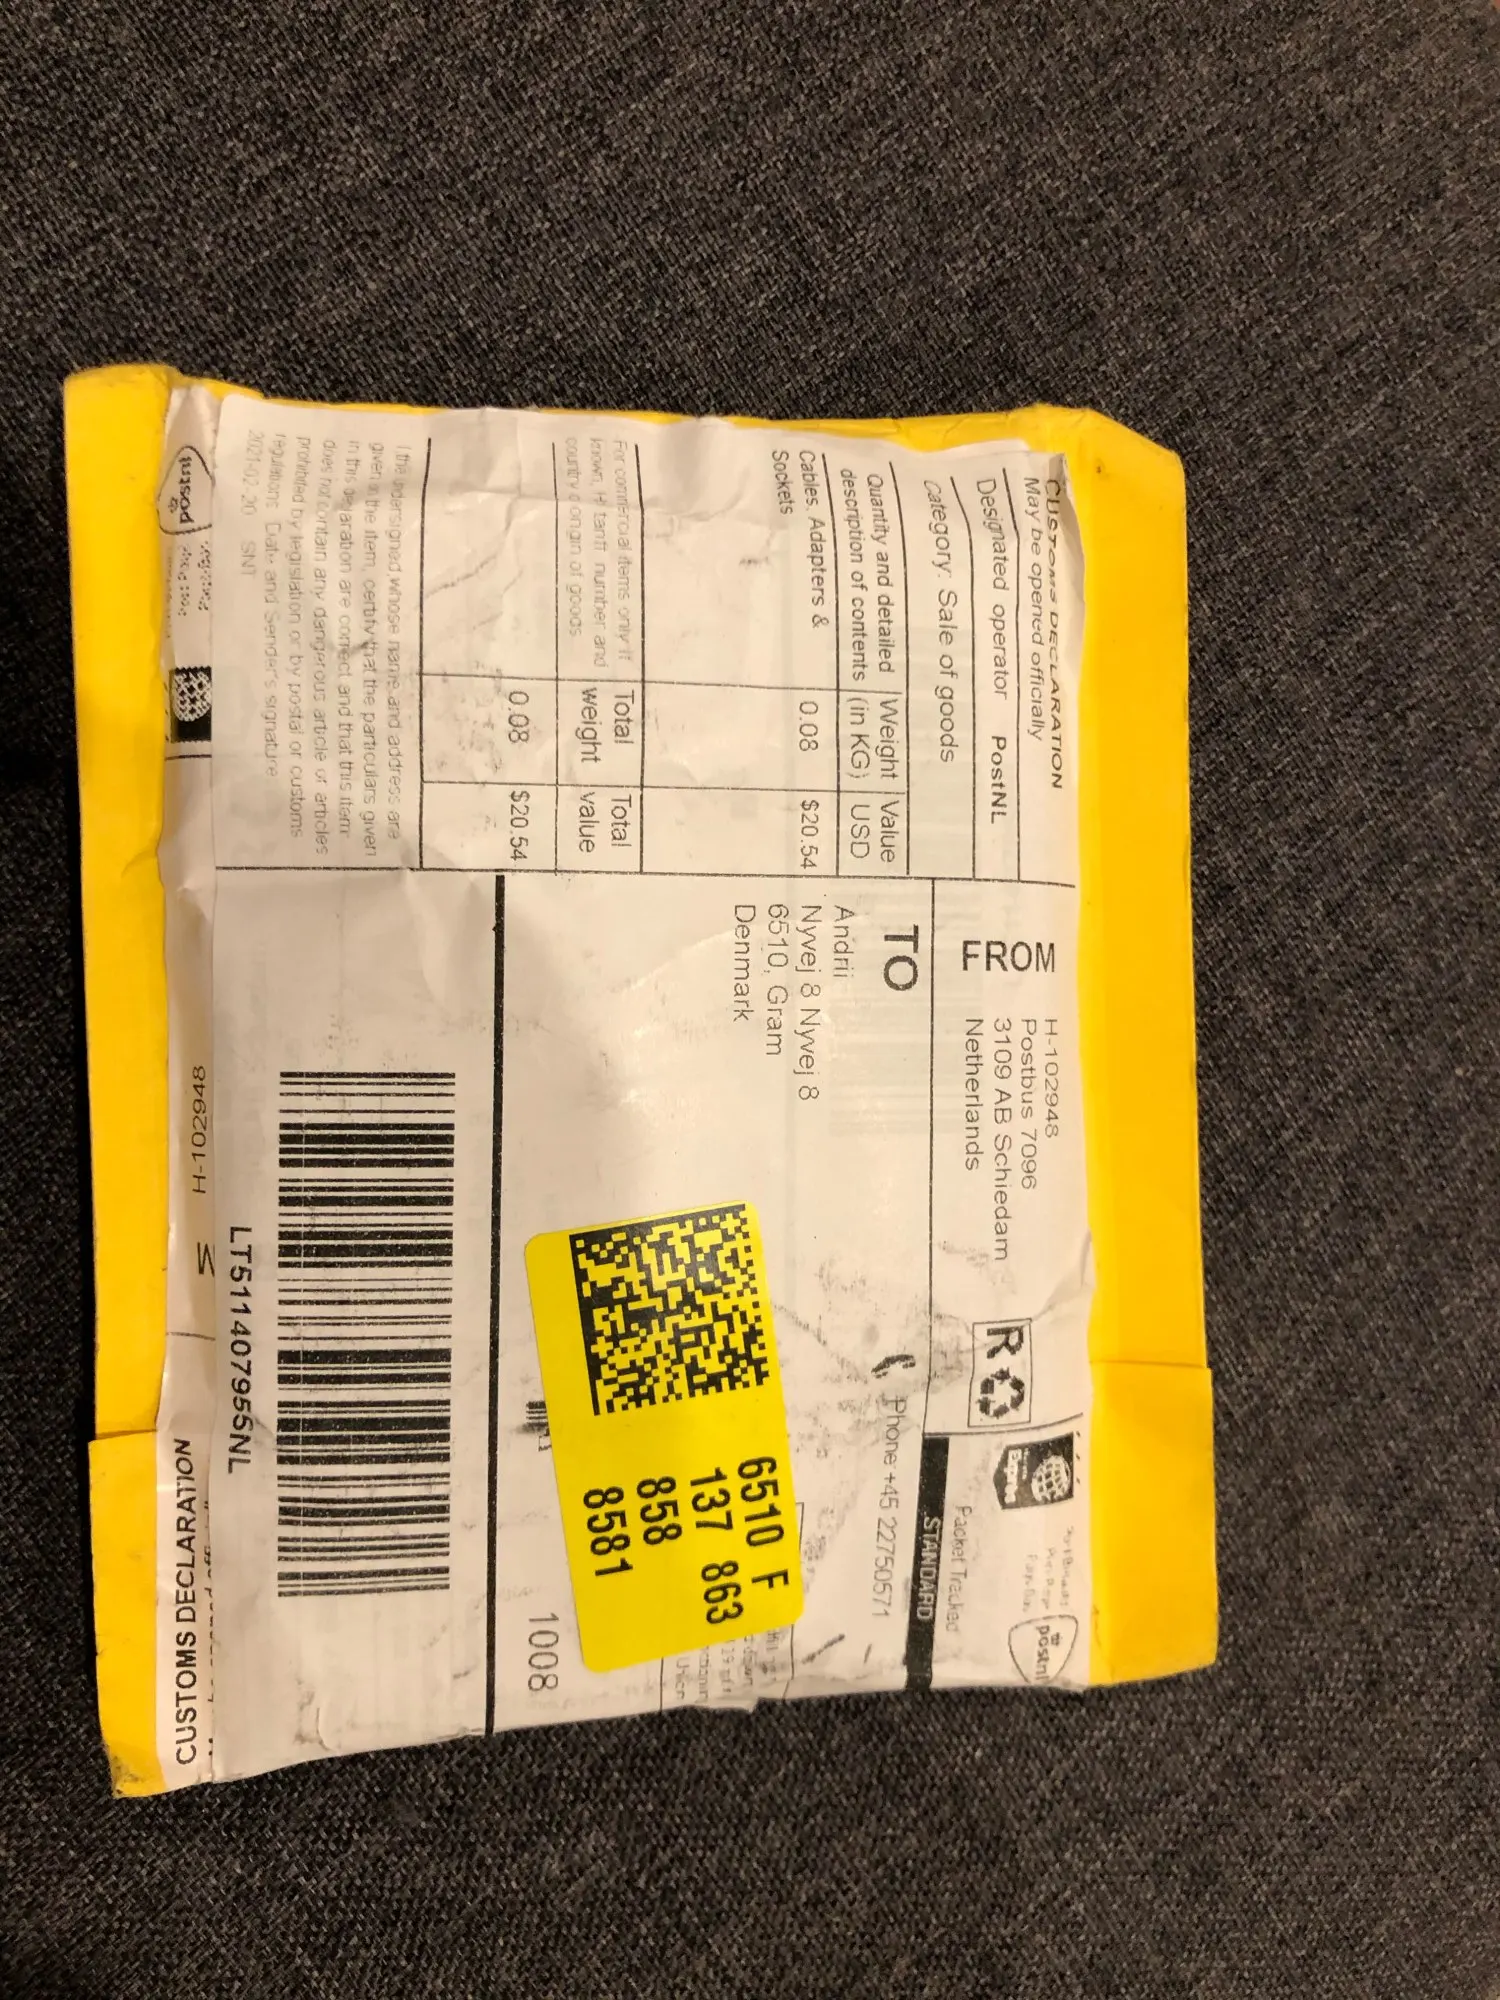 CUSTOMS DECLARATION
May be opened officially
Designated operator PostNL
Category: Sale of goods
Quantity and detailed description of contents
Weight (in KG)
Value USD
Cables, Adapters & Sockets
0.08
$20.54
For commercial items only If
known, H tariff number and
country of origin of goods
Total weight
Total value
0.08
$20.54
I the undersigned, whose name and address are
given in the item, certify that the particulars given
in this declaration are correct and that this item
does not contain any dangerous article or articles
prohibited by legislation or by postal or customs
regulations. Date and Sender's signature
2021-02-20 SNT
FROM
H-102948
Postbus 7096
3109 AB Schiedam
Netherlands
R
Express
postnl
Packet Tracked
STANDARD
TO
Andrii
Nyvej 8 Nyvej 8
6510, Gram
Denmark
Phone +45 22750571
6510 F
137 863
858
8581
1008
LT511407955NL
postnl
H-102948
CUSTOMS DECLARATION